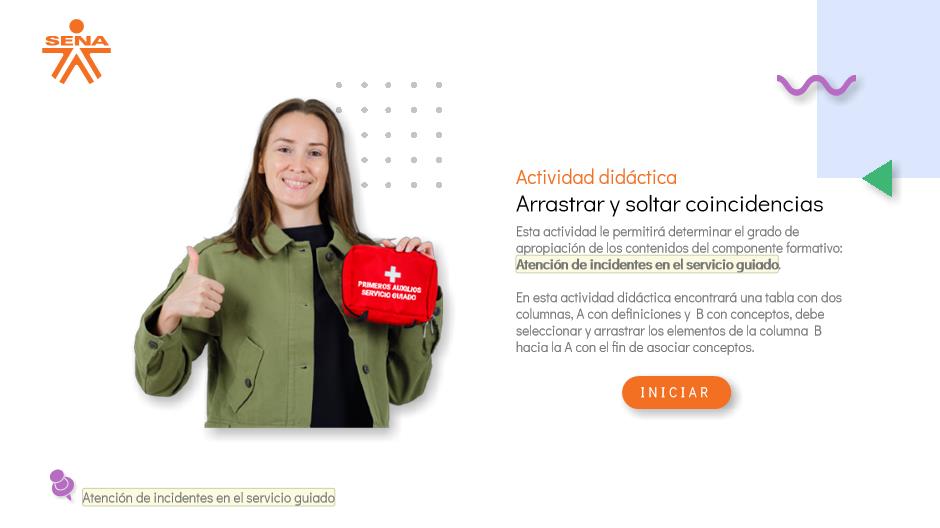 SENA
Actividad didáctica
Arrastrar y soltar coincidencias
Esta actividad le permitirá determinar el grado de
apropiación de los contenidos del componente formativo:
Atención de incidentes en el servicio guiado.
PRIMEROS AUXILIOS
SERVICIO GUIADO
En esta actividad didáctica encontrará una tabla con dos
columnas, A con definiciones y B con conceptos, debe
seleccionar y arrastrar los elementos de la columna B
hacia la A con el fin de asociar conceptos.
INICIAR
Atención de incidentes en el servicio guiado